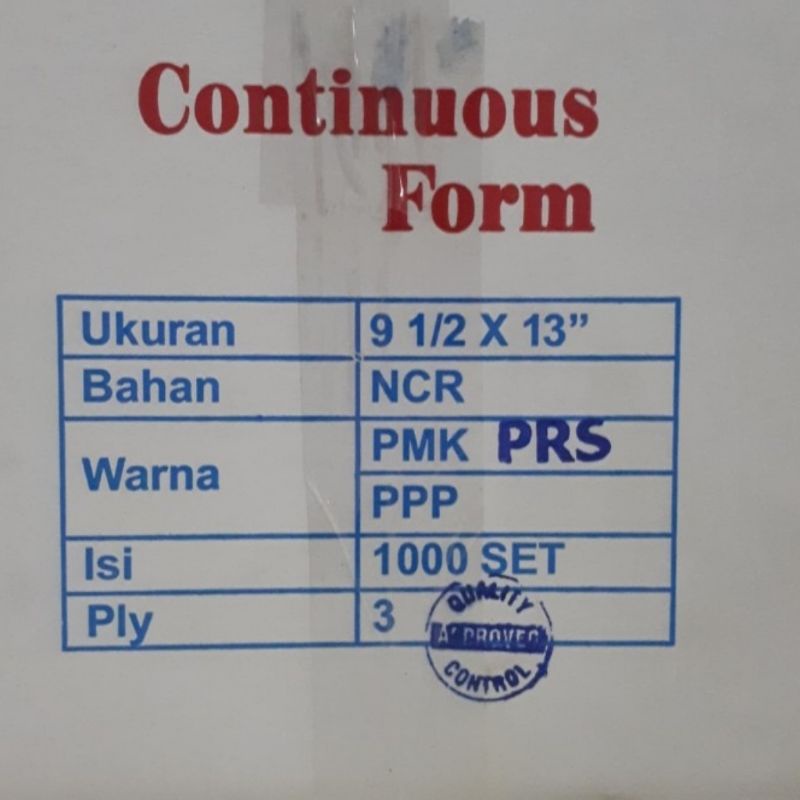 Continuous
Form
Ukuran 9 1/2 X 13”
Bahan NCR
Warna PMK PRS
PPP
Isi 1000 SET
Ply 3
QUALITY
APPROVED
CONTROL